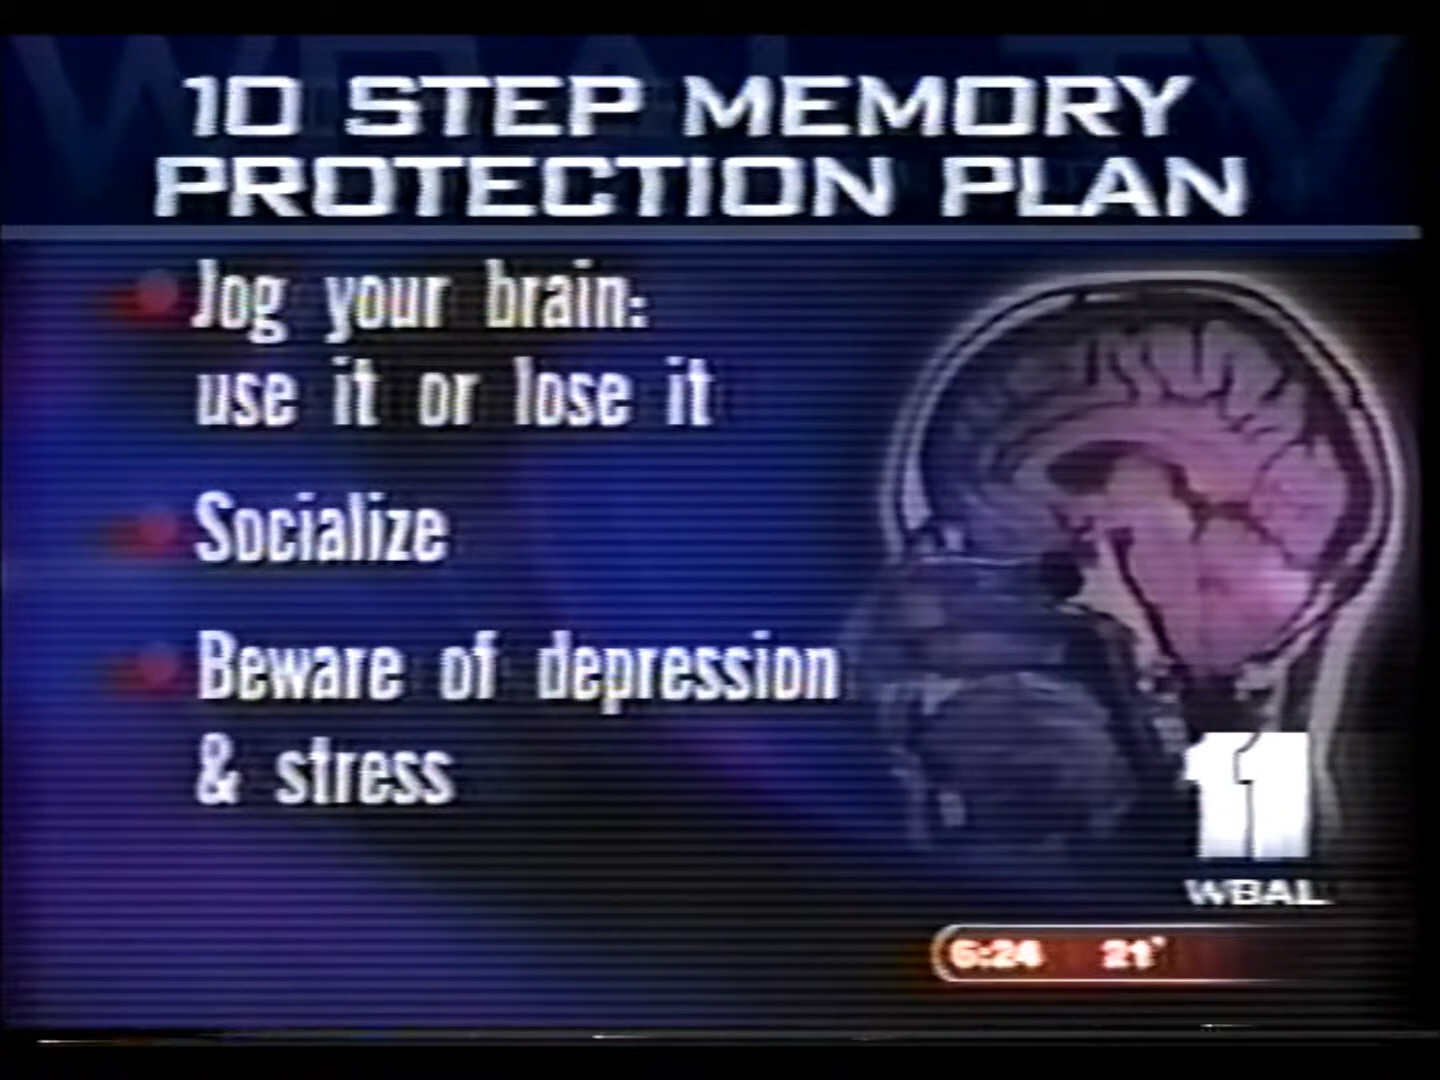 10 STEP MEMORY
PROTECTION PLAN
Jog your brain:
use it or lose it
Socialize
Beware of depression
& stress
11
WBAL
6:24 21°